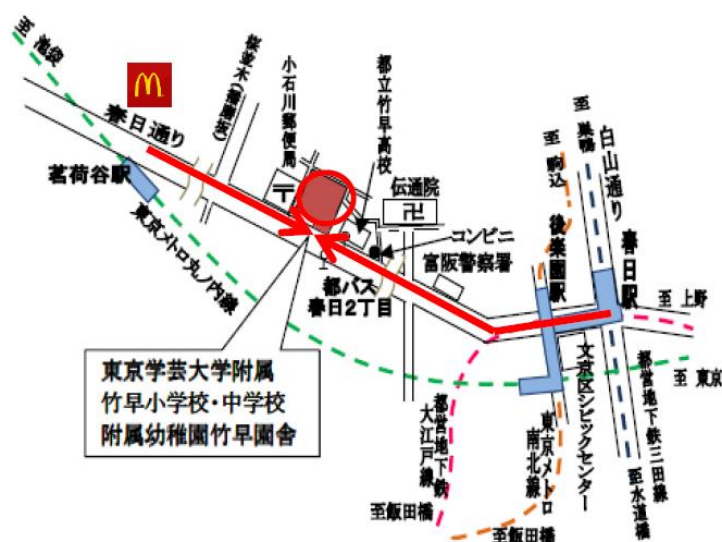 至 池袋
桜並木(播磨坂)
小石川郵便局
都立竹早高校
至 巣鴨
白山通り
至 駒込
春日通り
茗荷谷駅
〒
伝通院
卍
後楽園駅
春日駅
コンビニ
富阪警察署
東京メトロ丸ノ内線
都バス
春日2丁目
至 上野
東京学芸大学附属
竹早小学校・中学校
附属幼稚園竹早園舎
至 東京
都営地下鉄
大江戸線
東京メトロ
南北線
文京区シビックセンター
都営地下鉄三田線
至水道橋
至飯田橋
至飯田橋